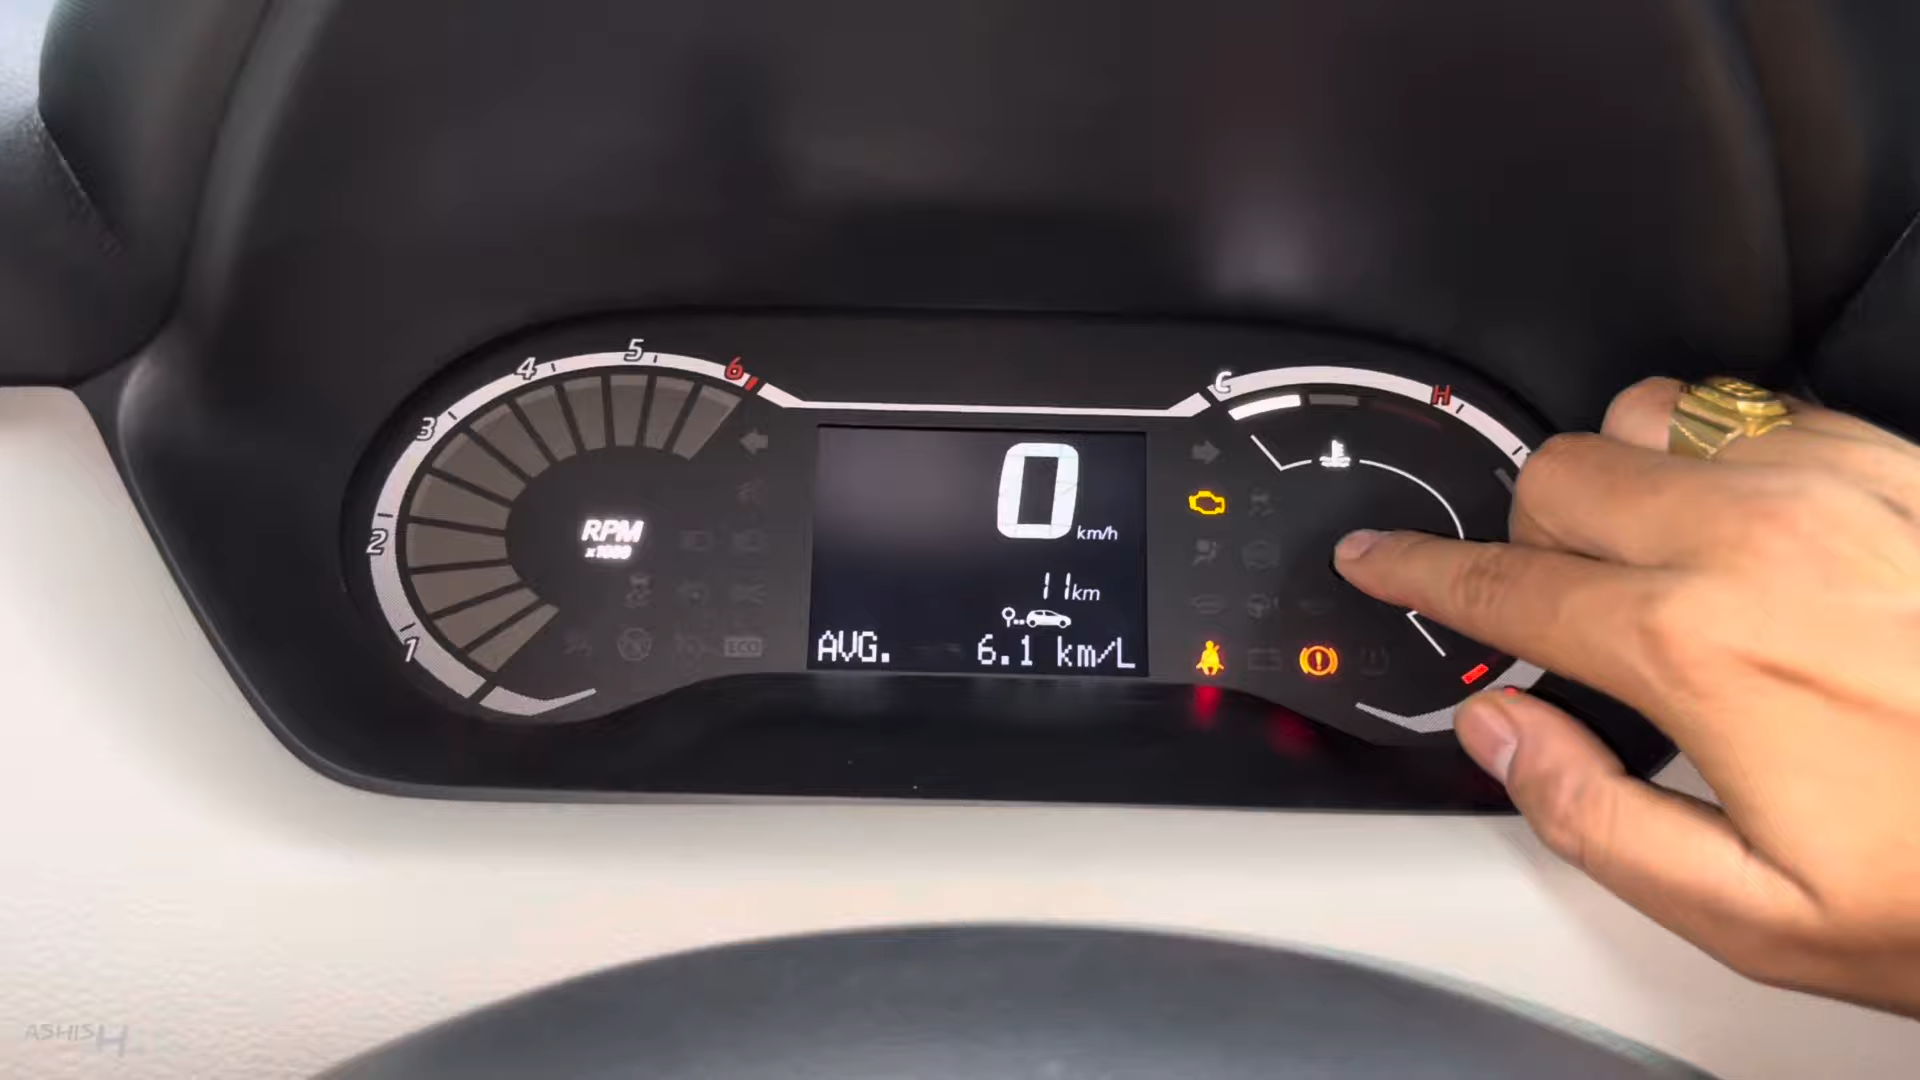 5
4
6
3
2
1
RPM
x1000
C
H
0
km/h
11km
AVG. 6.1 km/L
ECO
ASHISH